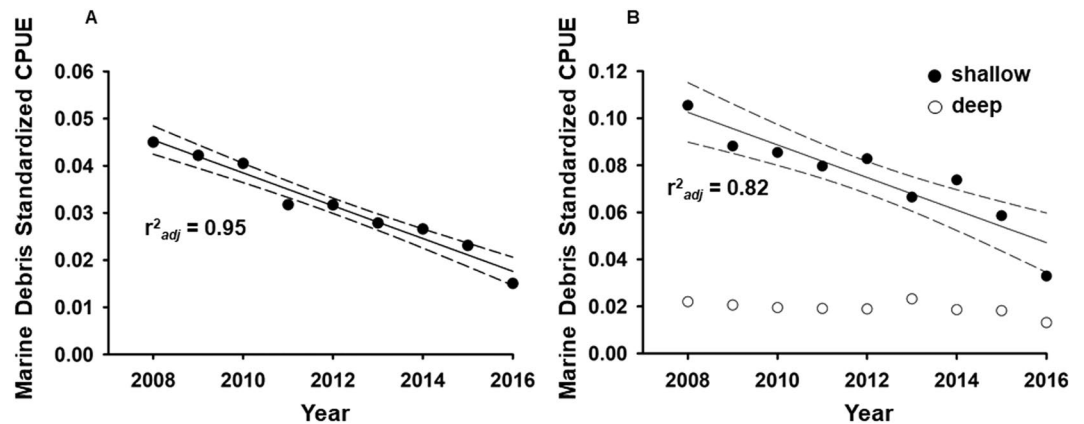 A
Marine Debris Standardized CPUE
0.06
0.05
0.04
0.03
0.02
0.01
0.00
r²adj = 0.95
2008 2010 2012 2014 2016
Year
B
Marine Debris Standardized CPUE
0.12
0.10
0.08
0.06
0.04
0.02
0.00
shallow
deep
r²adj = 0.82
2008 2010 2012 2014 2016
Year